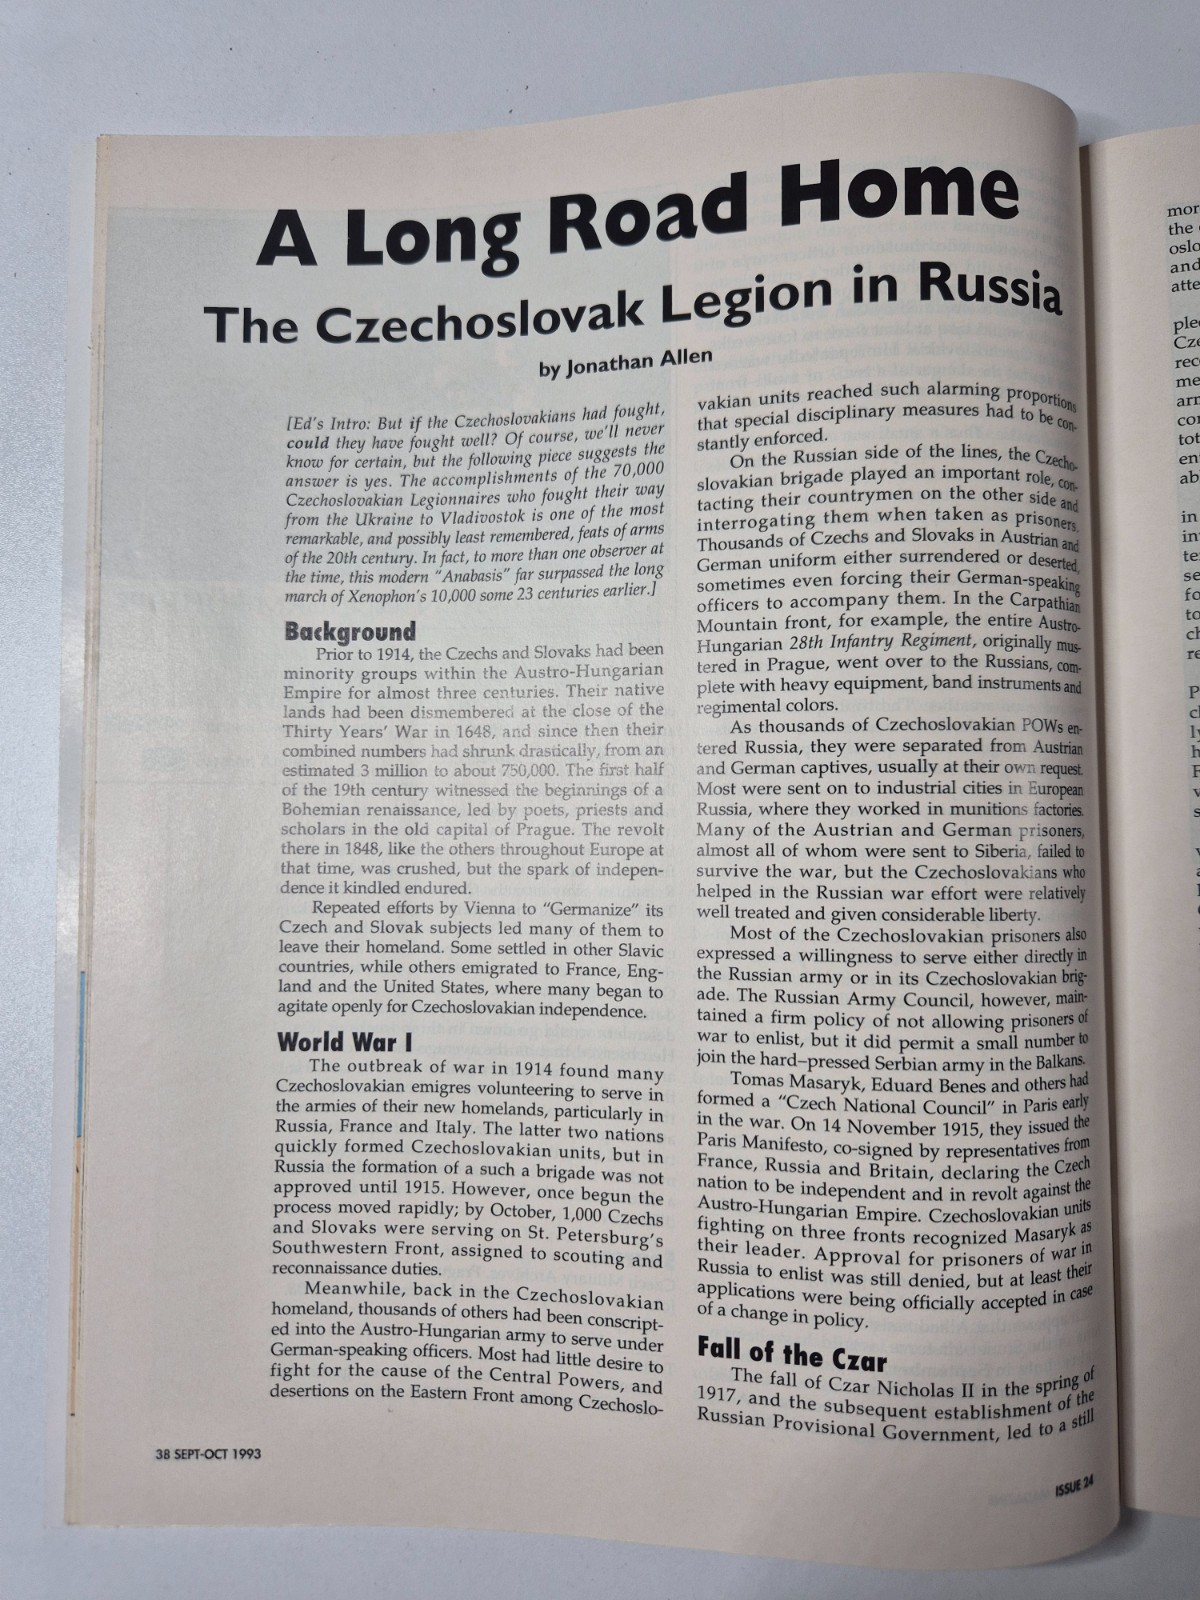 A Long Road Home
The Czechoslovak Legion in Russia
by Jonathan Allen
[Ed's Intro: But if the Czechoslovakians had fought,
could they have fought well? Of course, we'll never
know for certain, but the following piece suggests the
answer is yes. The accomplishments of the 70,000
Czechoslovakian Legionnaires who fought their way
from the Ukraine to Vladivostok is one of the most
remarkable, and possibly least remembered, feats of arms
of the 20th century. In fact, to more than one observer at
the time, this modern "Anabasis" far surpassed the long
march of Xenophon's 10,000 some 23 centuries earlier.]
Background
Prior to 1914, the Czechs and Slovaks had been
minority groups within the Austro-Hungarian
Empire for almost three centuries. Their native
lands had been dismembered at the close of the
Thirty Years' War in 1648, and since then their
combined numbers had shrunk drastically, from an
estimated 3 million to about 750,000. The first half
of the 19th century witnessed the beginnings of a
Bohemian renaissance, led by poets, priests and
scholars in the old capital of Prague. The revolt
there in 1848, like the others throughout Europe at
that time, was crushed, but the spark of indepen-
dence it kindled endured.
Repeated efforts by Vienna to "Germanize" its
Czech and Slovak subjects led many of them to
leave their homeland. Some settled in other Slavic
countries, while others emigrated to France, Eng-
land and the United States, where many began to
agitate openly for Czechoslovakian independence.
World War I
The outbreak of war in 1914 found many
Czechoslovakian emigres volunteering to serve in
the armies of their new homelands, particularly in
Russia, France and Italy. The latter two nations
quickly formed Czechoslovakian units, but in
Russia the formation of a such a brigade was not
approved until 1915. However, once begun the
process moved rapidly; by October, 1,000 Czechs
and Slovaks were serving on St. Petersburg's
Southwestern Front, assigned to scouting and
reconnaissance duties.
Meanwhile, back in the Czechoslovakian
homeland, thousands of others had been conscript-
ed into the Austro-Hungarian army to serve under
German-speaking officers. Most had little desire to
fight for the cause of the Central Powers, and
desertions on the Eastern Front among Czechoslo-
vakian units reached such alarming proportions
that special disciplinary measures had to be con-
stantly enforced.
On the Russian side of the lines, the Czecho-
slovakian brigade played an important role, con-
tacting their countrymen on the other side and
interrogating them when taken as prisoners.
Thousands of Czechs and Slovaks in Austrian and
German uniform either surrendered or deserted,
sometimes even forcing their German-speaking
officers to accompany them. In the Carpathian
Mountain front, for example, the entire Austro-
Hungarian 28th Infantry Regiment, originally mus-
tered in Prague, went over to the Russians, com-
plete with heavy equipment, band instruments and
regimental colors.
As thousands of Czechoslovakian POWs en-
tered Russia, they were separated from Austrian
and German captives, usually at their own request.
Most were sent on to industrial cities in European
Russia, where they worked in munitions factories.
Many of the Austrian and German prisoners,
almost all of whom were sent to Siberia, failed to
survive the war, but the Czechoslovakians who
helped in the Russian war effort were relatively
well treated and given considerable liberty.
Most of the Czechoslovakian prisoners also
expressed a willingness to serve either directly in
the Russian army or in its Czechoslovakian brig-
ade. The Russian Army Council, however, main-
tained a firm policy of not allowing prisoners of
war to enlist, but it did permit a small number to
join the hard–pressed Serbian army in the Balkans.
Tomas Masaryk, Eduard Benes and others had
formed a "Czech National Council" in Paris early
in the war. On 14 November 1915, they issued the
Paris Manifesto, co-signed by representatives from
France, Russia and Britain, declaring the Czech
nation to be independent and in revolt against the
Austro-Hungarian Empire. Czechoslovakian units
fighting on three fronts recognized Masaryk as
their leader. Approval for prisoners of war in
Russia to enlist was still denied, but at least their
applications were being officially accepted in case
of a change in policy.
Fall of the Czar
The fall of Czar Nicholas II in the spring of
1917, and the subsequent establishment of the
Russian Provisional Government, led to a still
38 SEPT-OCT 1993
ISSUE 24